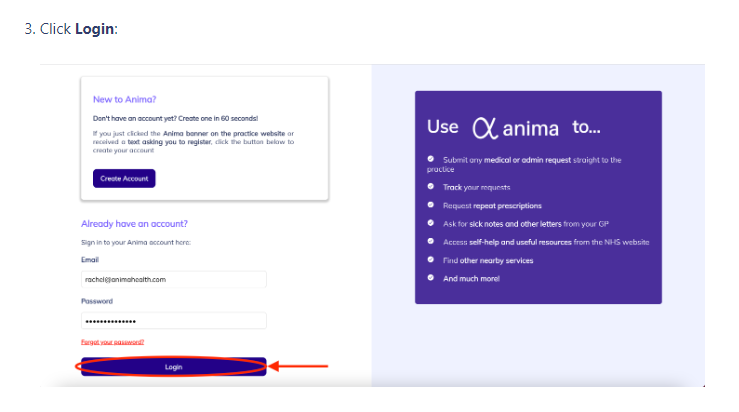 3. Click Login:
New to Anima?
Don't have an account yet? Create one in 60 seconds!
If you just clicked the Anima banner on the practice website or
received a text asking you to register, click the button below to
create your account
Create Account
Already have an account?
Sign in to your Anima account here:
Email
rachel@animahealth.com
Password
••••••••••••••
Forgot your password?
Login
Use anima to...
Submit any medical or admin request straight to the
practice
Track your requests
Request repeat prescriptions
Ask for sick notes and other letters from your GP
Access self-help and useful resources from the NHS website
Find other nearby services
And much more!